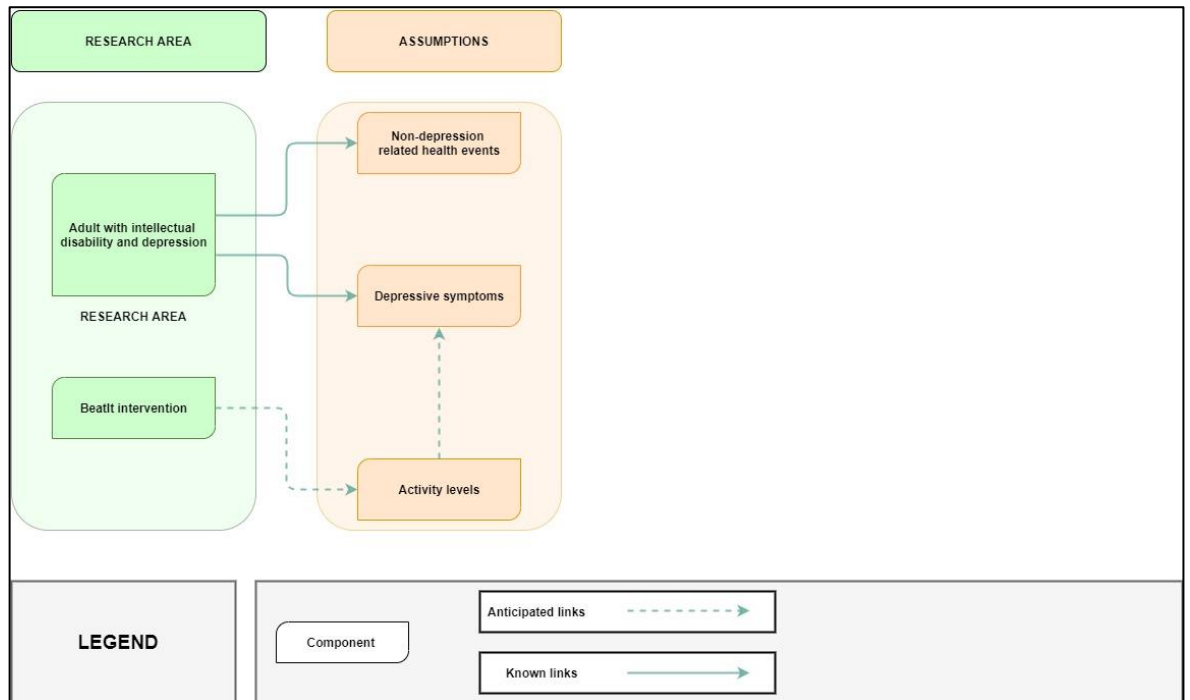 RESEARCH AREA
ASSUMPTIONS
Non-depression
related health events
Adult with intellectual
disability and depression
Depressive symptoms
RESEARCH AREA
BeatIt intervention
Activity levels
LEGEND
Component
Anticipated links
Known links